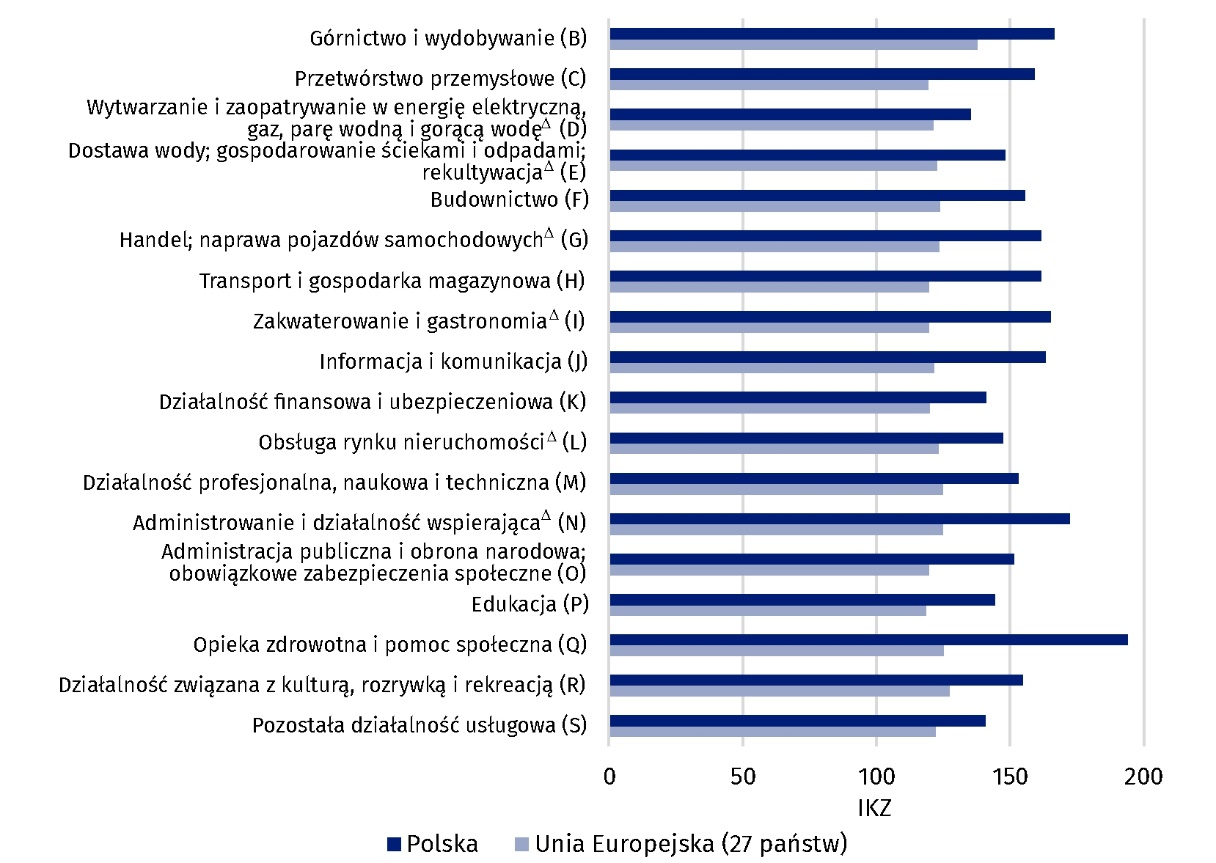 Górnictwo i wydobywanie (B)
Przetwórstwo przemysłowe (C)
Wytwarzanie i zaopatrywanie w energię elektryczną,
gaz, parę wodną i gorącą wodę∆ (D)
Dostawa wody; gospodarowanie ściekami i odpadami;
rekultywacja∆ (E)
Budownictwo (F)
Handel; naprawa pojazdów samochodowych∆ (G)
Transport i gospodarka magazynowa (H)
Zakwaterowanie i gastronomia∆ (I)
Informacja i komunikacja (J)
Działalność finansowa i ubezpieczeniowa (K)
Obsługa rynku nieruchomości∆ (L)
Działalność profesjonalna, naukowa i techniczna (M)
Administrowanie i działalność wspierająca∆ (N)
Administracja publiczna i obrona narodowa;
obowiązkowe zabezpieczenia społeczne (O)
Edukacja (P)
Opieka zdrowotna i pomoc społeczna (Q)
Działalność związana z kulturą, rozrywką i rekreacją (R)
Pozostała działalność usługowa (S)
0 50 100 150 200
IKZ
Polska Unia Europejska (27 państw)